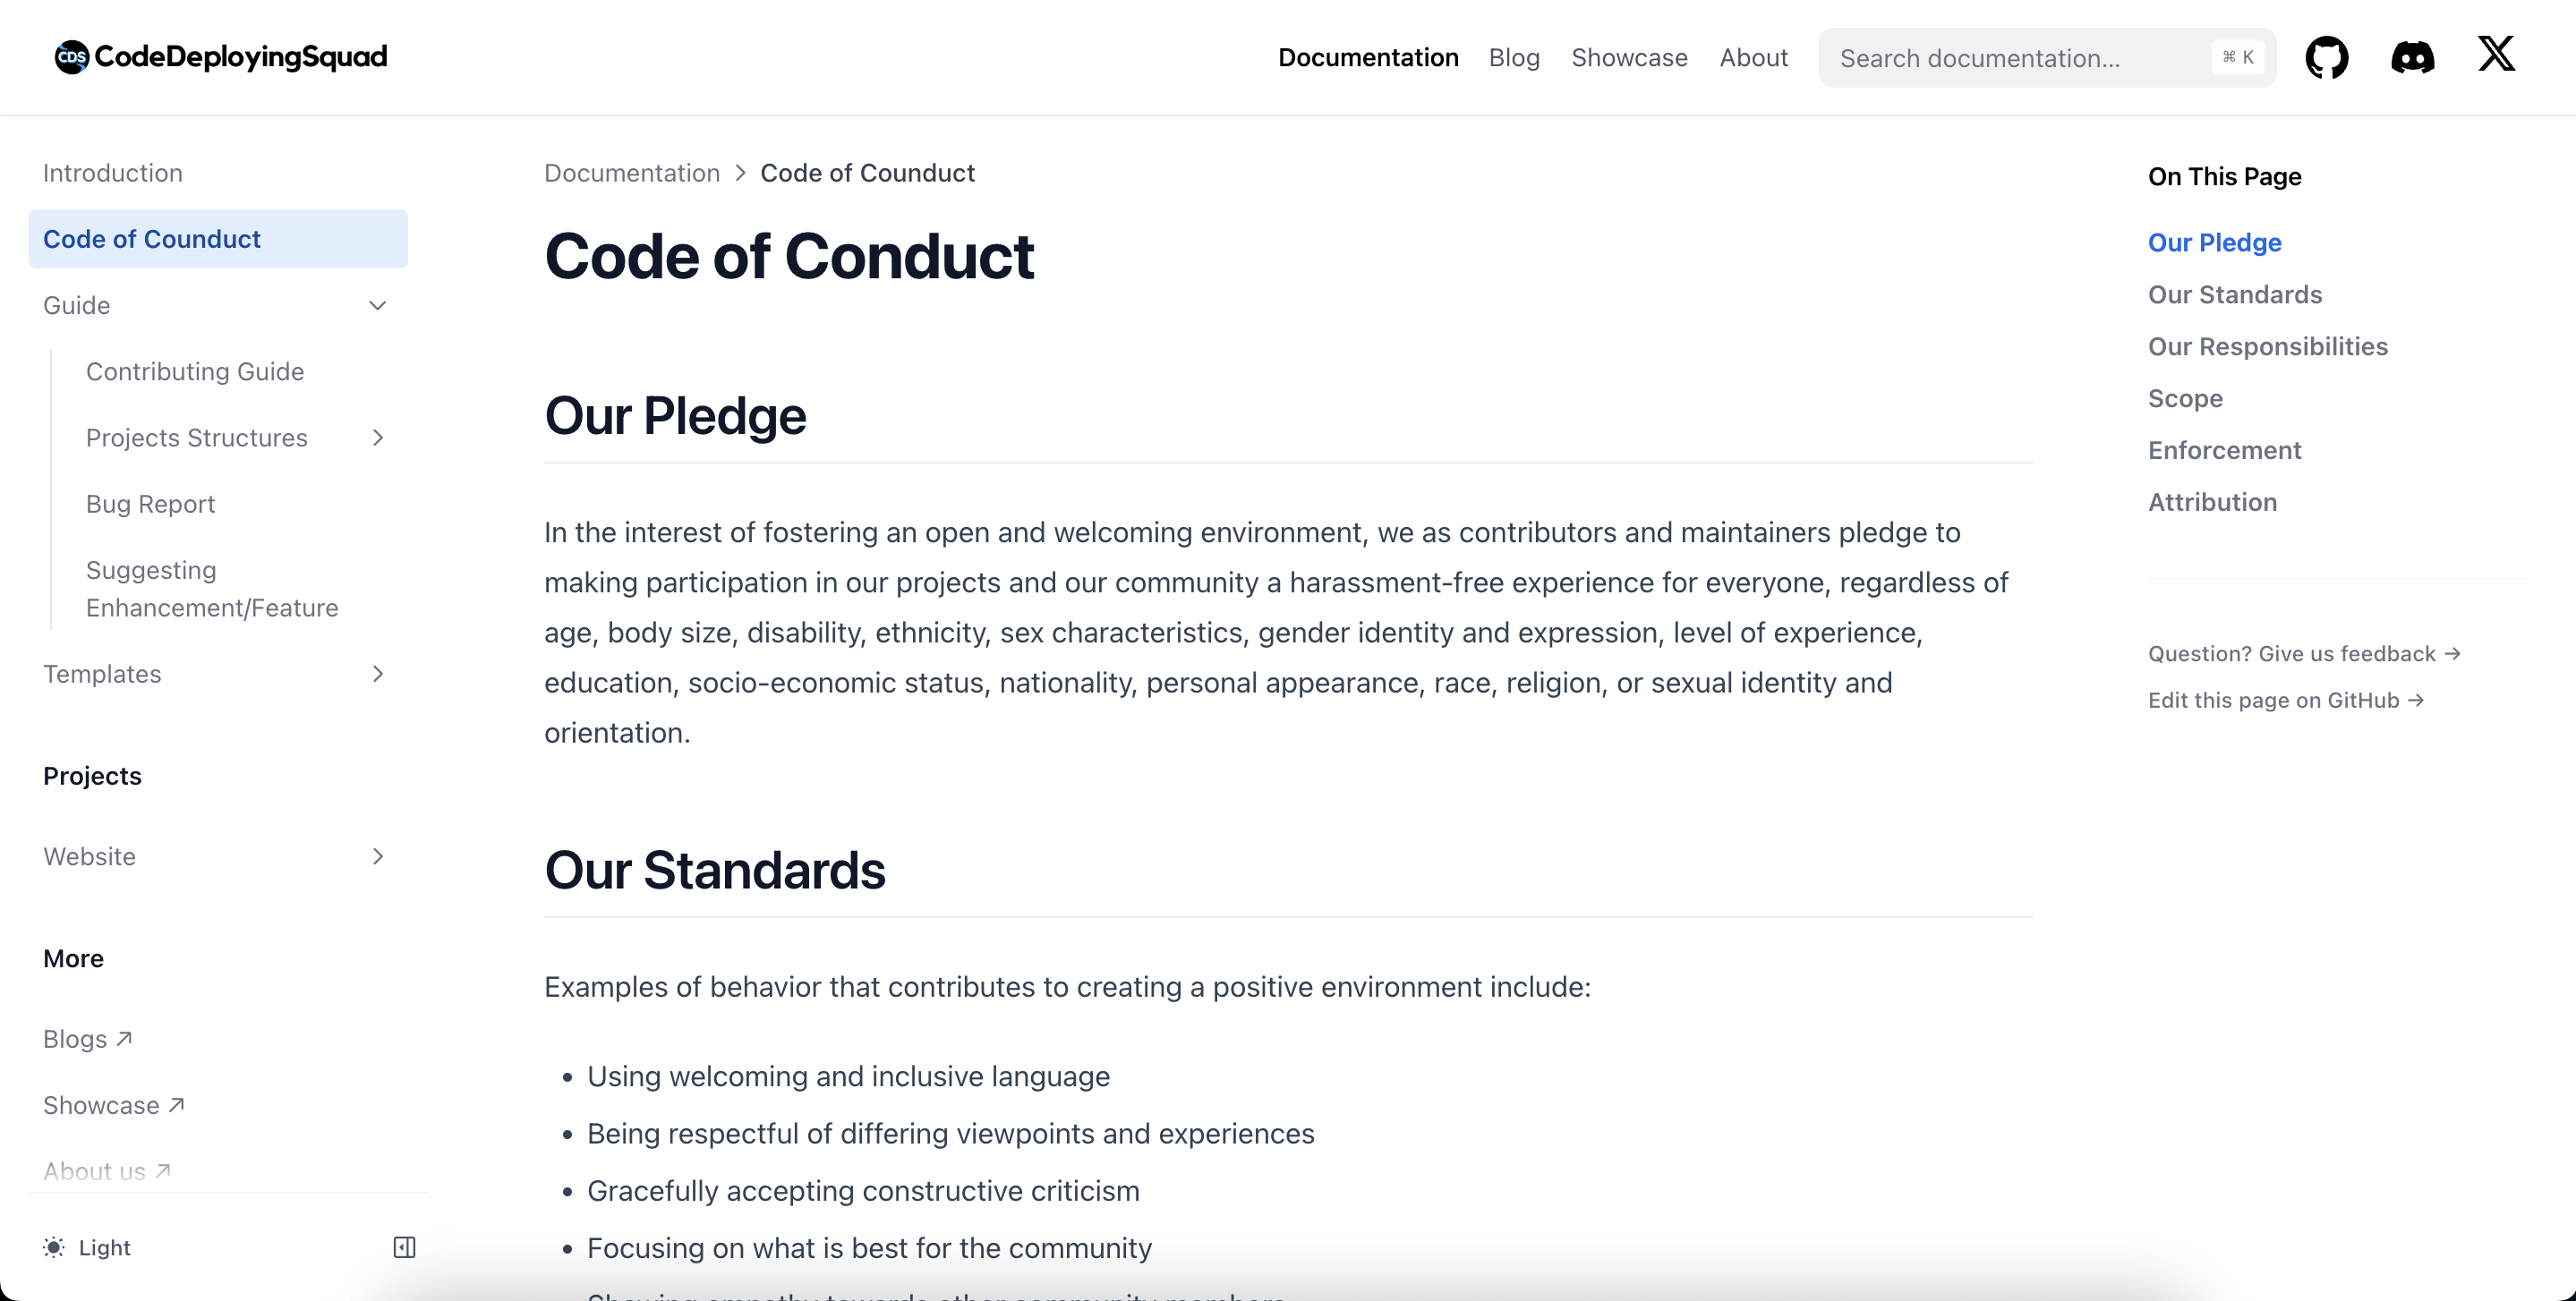 CDS CodeDeployingSquad
Documentation Blog Showcase About Search documentation... ⌘ K
Introduction
Code of Counduct
Guide
Contributing Guide
Projects Structures
Bug Report
Suggesting
Enhancement/Feature
Templates
Projects
Website
More
Blogs
Showcase
About us
Light
Documentation > Code of Counduct
Code of Conduct
Our Pledge
In the interest of fostering an open and welcoming environment, we as contributors and maintainers pledge to
making participation in our projects and our community a harassment-free experience for everyone, regardless of
age, body size, disability, ethnicity, sex characteristics, gender identity and expression, level of experience,
education, socio-economic status, nationality, personal appearance, race, religion, or sexual identity and
orientation.
Our Standards
Examples of behavior that contributes to creating a positive environment include:
• Using welcoming and inclusive language
• Being respectful of differing viewpoints and experiences
• Gracefully accepting constructive criticism
• Focusing on what is best for the community
Showing empathy towards other community members
On This Page
Our Pledge
Our Standards
Our Responsibilities
Scope
Enforcement
Attribution
Question? Give us feedback →
Edit this page on GitHub →